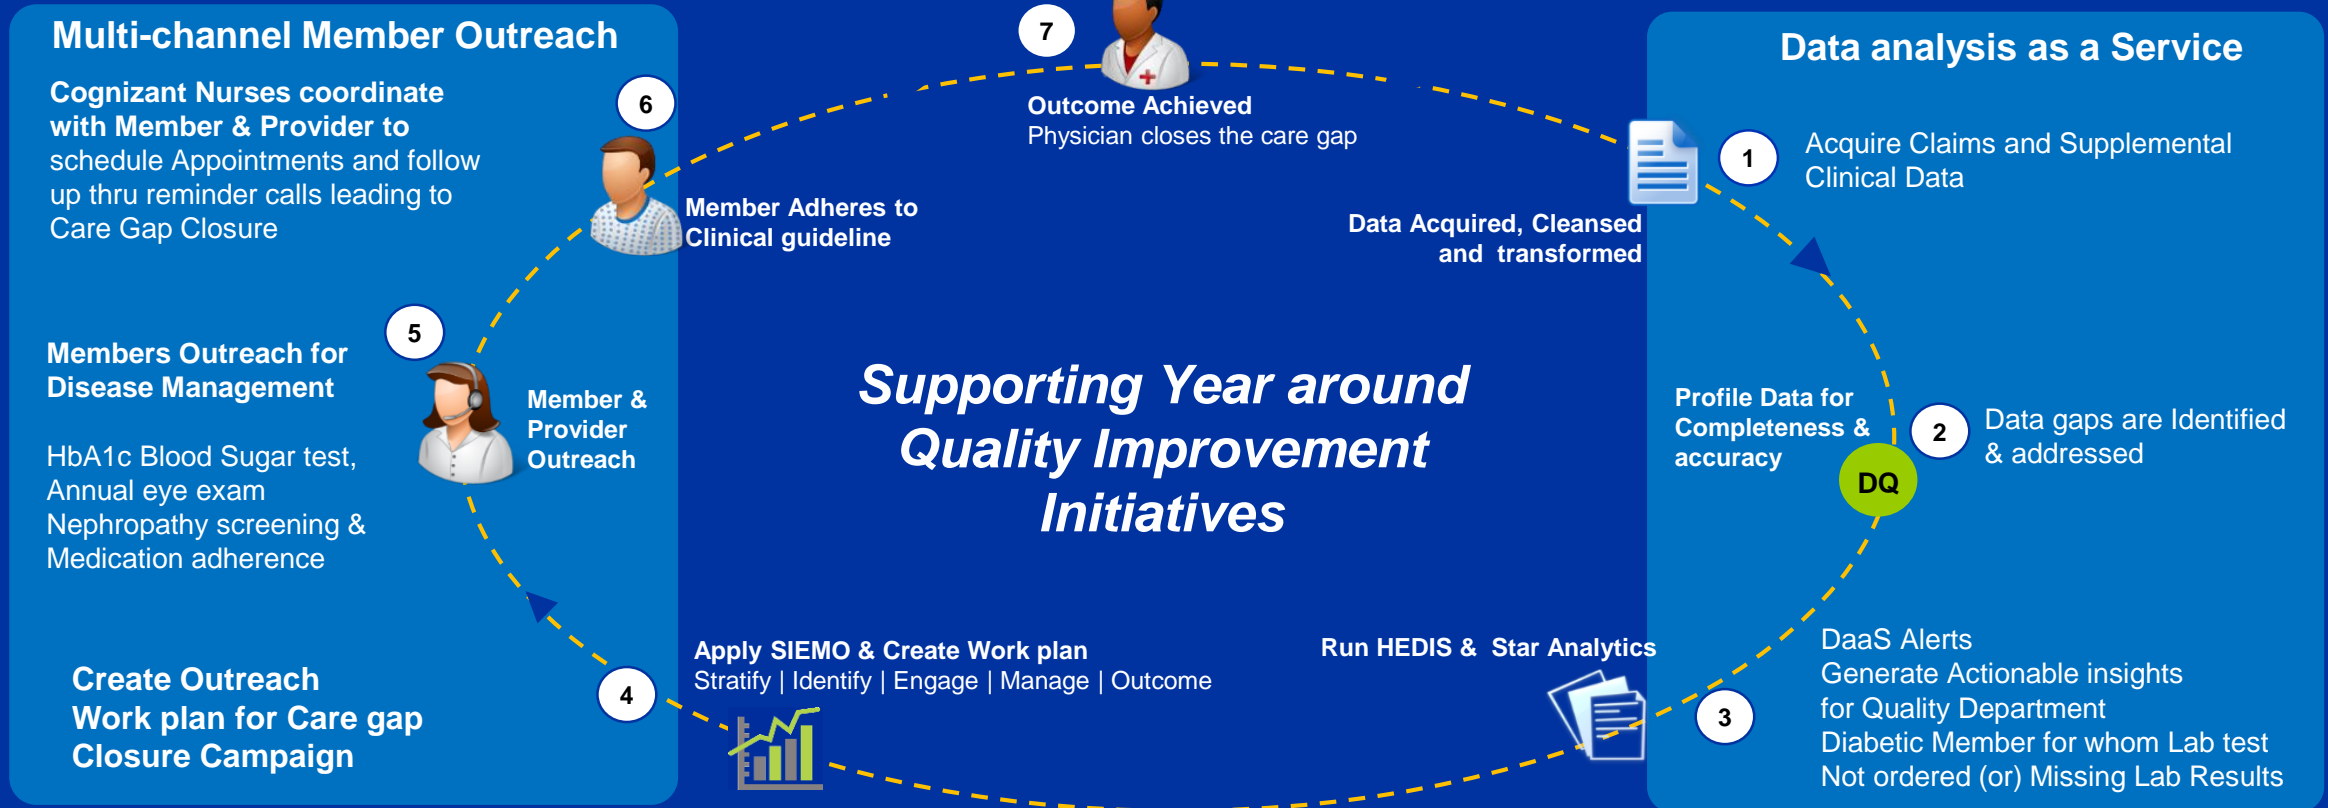 Multi-channel Member Outreach
Cognizant Nurses coordinate
with Member & Provider to
schedule Appointments and follow
up thru reminder calls leading to
Care Gap Closure
6
Member Adheres to
Clinical guideline
7
Outcome Achieved
Physician closes the care gap
Data analysis as a Service
1
Acquire Claims and Supplemental
Clinical Data
Data Acquired, Cleansed
and transformed
5
Members Outreach for
Disease Management
HbA1c Blood Sugar test,
Annual eye exam
Nephropathy screening &
Medication adherence
Member &
Provider
Outreach
Supporting Year around
Quality Improvement
Initiatives
Profile Data for
Completeness &
accuracy
2
Data gaps are Identified
& addressed
DQ
Create Outreach
Work plan for Care gap
Closure Campaign
4
Apply SIEMO & Create Work plan
Stratify | Identify | Engage | Manage | Outcome
Run HEDIS & Star Analytics
3
DaaS Alerts
Generate Actionable insights
for Quality Department
Diabetic Member for whom Lab test
Not ordered (or) Missing Lab Results